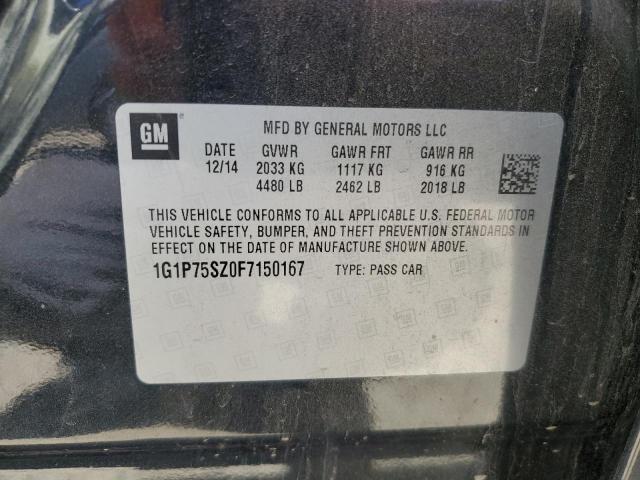 GM
MFD BY GENERAL MOTORS LLC
DATE GVWR GAWR FRT GAWR RR
12/14 2033 KG 1117 KG 916 KG
4480 LB 2462 LB 2018 LB
THIS VEHICLE CONFORMS TO ALL APPLICABLE U.S. FEDERAL MOTOR
VEHICLE SAFETY, BUMPER, AND THEFT PREVENTION STANDARDS IN
EFFECT ON THE DATE OF MANUFACTURE SHOWN ABOVE.
1G1P75SZ0F7150167 TYPE: PASS CAR